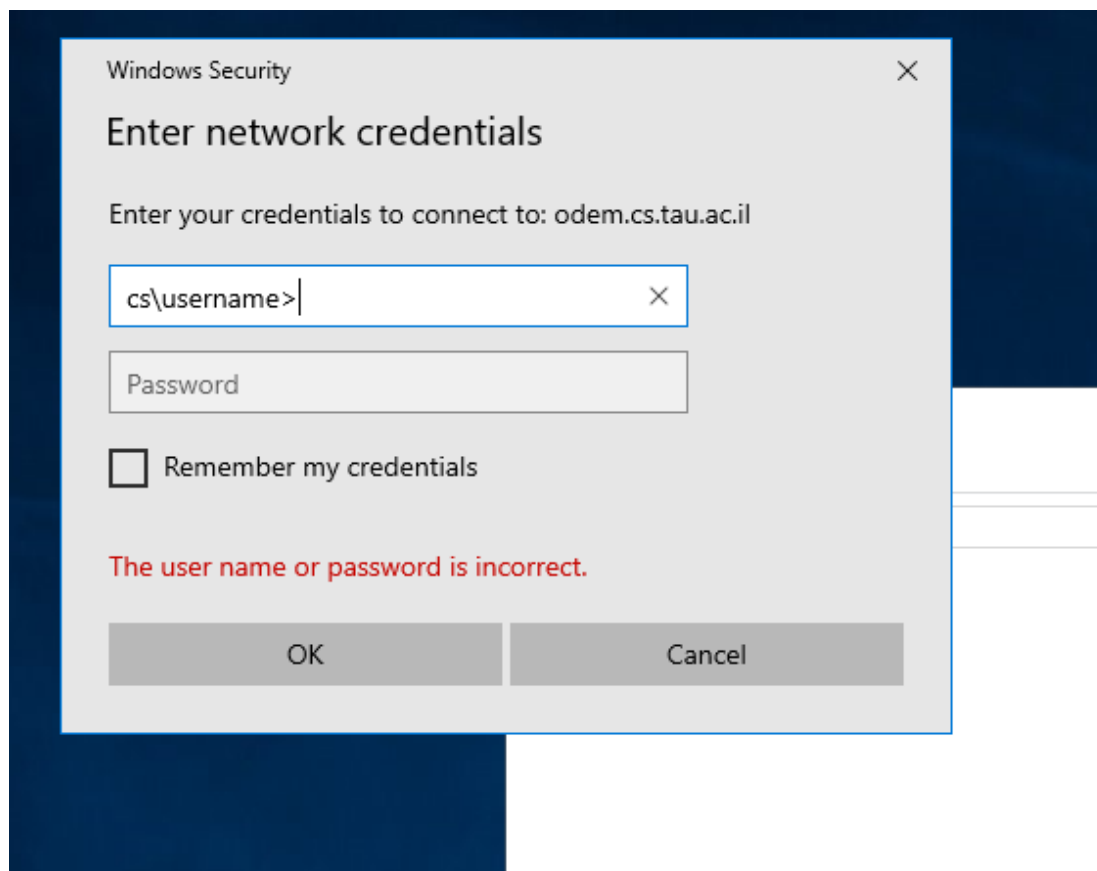 Windows Security
Enter network credentials
Enter your credentials to connect to: odem.cs.tau.ac.il
cs\username>
Password
Remember my credentials
The user name or password is incorrect.
OK
Cancel